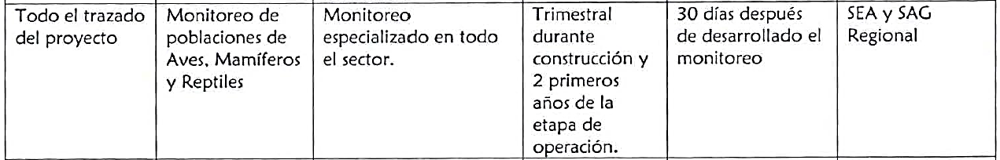 Todo el trazado
del proyecto
Monitoreo de
poblaciones de
Aves, Mamíferos
y Reptiles
Monitoreo
especializado en todo
el sector.
Trimestral
durante
construcción y
2 primeros
años de la
etapa de
operación.
30 días después
de desarrollado el
monitoreo
SEA y SAG
Regional